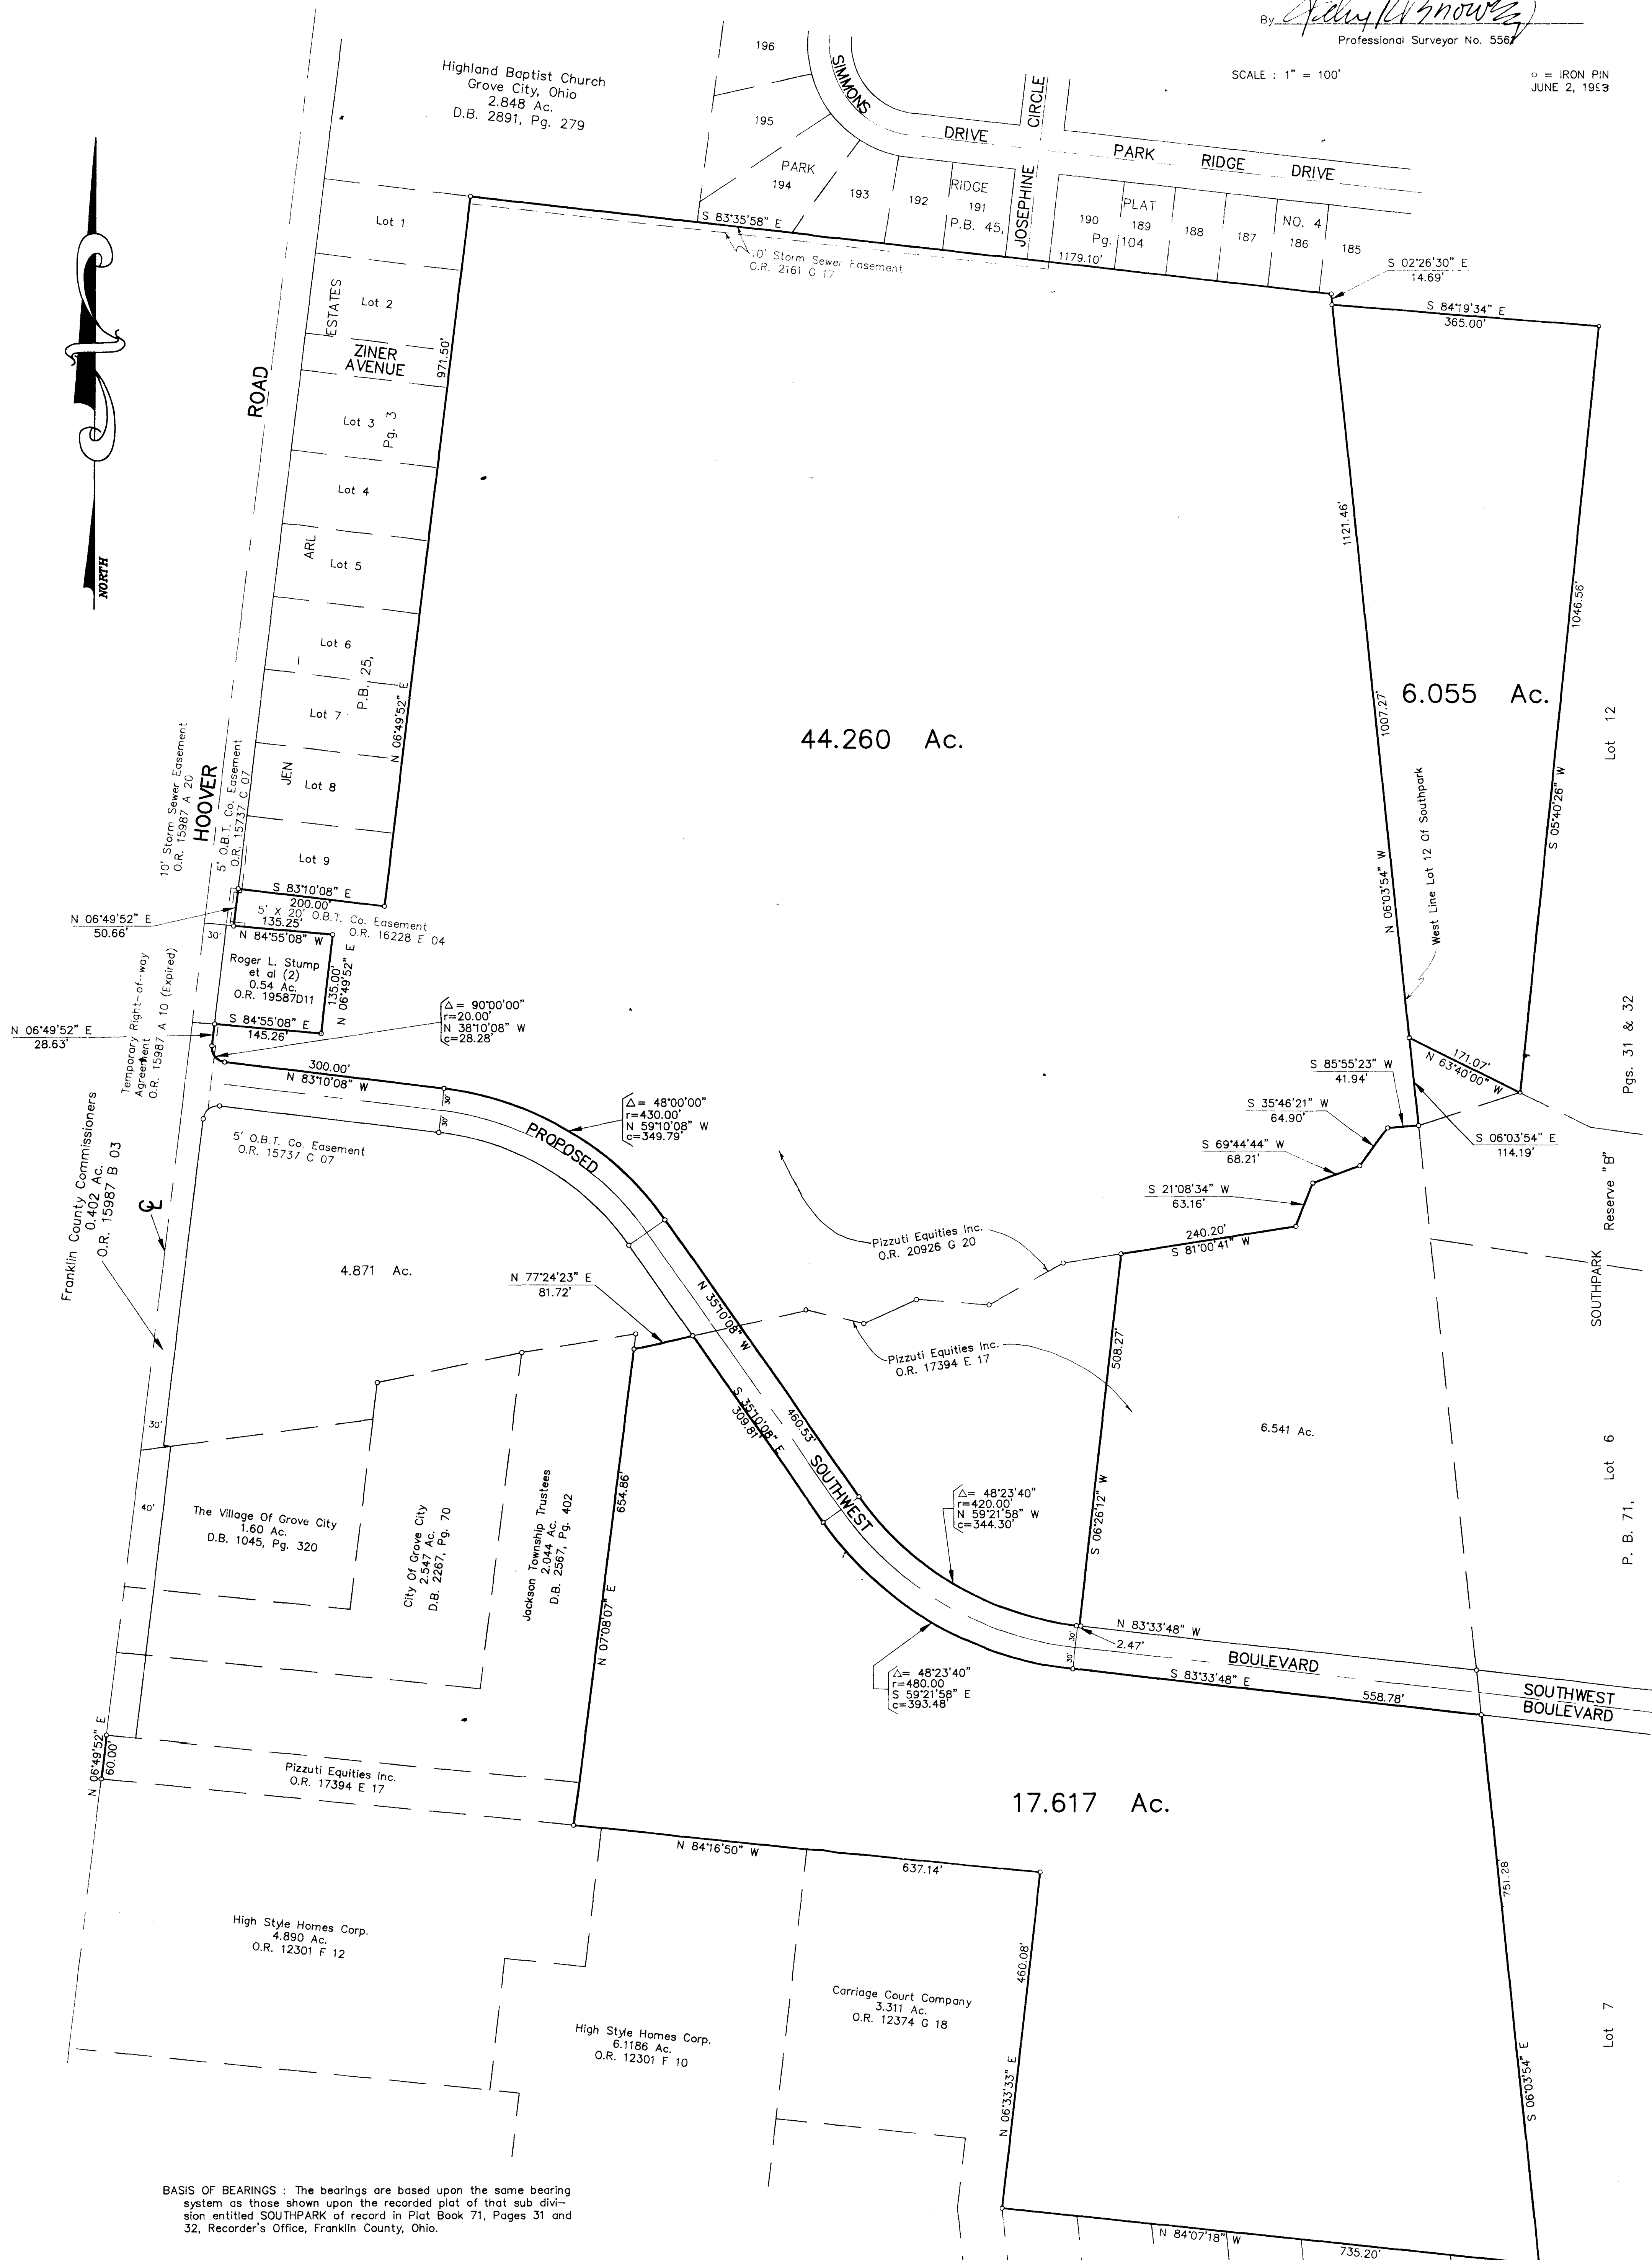 By
Professional Surveyor No. 5567
SCALE : 1" = 100'
o = IRON PIN
JUNE 2, 1993
Highland Baptist Church
Grove City, Ohio
2.848 Ac.
D.B. 2891, Pg. 279
196
195
PARK
194
193
192
RIDGE
191
P.B. 45,
SIMMONS
DRIVE
JOSEPHINE
CIRCLE
PARK RIDGE DRIVE
190
PLAT
189
Pg. 104
188
187
NO. 4
186
185
S 83°35'58" E
1179.10'
O.R. 2161 G 17
S 02°26'30" E
14.69'
S 84°19'34" E
365.00'
NORTH
ROAD
HOOVER
Lot 1
Lot 2
ESTATES
ZINER
AVENUE
971.50'
Lot 3
Pg. 3
Lot 4
ARL
Lot 5
Lot 6
P.B. 25,
Lot 7
JEN
Lot 8
Lot 9
N 06°49'52" E
1121.46'
1007.27'
N 06°03'54" W
West Line Lot 12 Of Southpark
1046.56'
S 05°40'26" W
44.260 Ac.
6.055 Ac.
Lot 12
Pgs. 31 & 32
10' Storm Sewer Easement
O.R. 15987 A 20
5' O.B.T. Co. Easement
O.R. 15737 C 07
S 83°10'08" E
200.00'
5' X 20' O.B.T. Co. Easement
O.R. 16228 E 04
135.25'
N 84°55'08" W
N 06°49'52" E
50.66'
30'
Roger L. Stump
et al (2)
0.54 Ac.
O.R. 19587D11
135.00'
N 06°49'52" E
S 84°55'08" E
145.26'
N 06°49'52" E
28.63'
Temporary Right-of-way
Agreement
O.R. 15987 A 10 (Expired)
Δ= 90°00'00"
r=20.00'
N 38°10'08" W
c=28.28'
300.00'
N 83°10'08" W
30'
30'
Δ= 48°00'00"
r=430.00'
N 59°10'08" W
c=349.79'
PROPOSED
5' O.B.T. Co. Easement
O.R. 15737 C 07
Franklin County Commissioners
0.402 Ac.
O.R. 15987 B 03
4.871 Ac.
N 77°24'23" E
81.72'
171.07'
N 63°40'00" W
S 85°55'23" W
41.94'
S 35°46'21" W
64.90'
S 69°44'44" W
68.21'
S 21°08'34" W
63.16'
S 06°03'54" E
114.19'
Reserve "B"
SOUTHPARK
240.20'
S 81°00'41" W
Pizzuti Equities Inc.
O.R. 20926 G 20
Pizzuti Equities Inc.
O.R. 17394 E 17
N 35°10'08" W
460.53'
S 35°10'08" E
309.81'
SOUTHWEST
508.27'
S 06°26'12" W
6.541 Ac.
Lot 6
P. B. 71,
30'
40'
The Village Of Grove City
1.60 Ac.
D.B. 1045, Pg. 320
City Of Grove City
2.547 Ac.
D.B. 2267, Pg. 70
Jackson Township Trustees
2.044 Ac.
D.B. 2567, Pg. 402
654.86'
N 07°08'07" E
Δ= 48°23'40"
r=420.00'
N 59°21'58" W
c=344.30'
Δ= 48°23'40"
r=480.00
S 59°21'58" E
c=393.48'
30'
30'
2.47'
N 83°33'48" W
BOULEVARD
S 83°33'48" E
558.78'
SOUTHWEST
BOULEVARD
N 06°49'52" E
60.00'
Pizzuti Equities Inc.
O.R. 17394 E 17
17.617 Ac.
N 84°16'50" W
637.14'
751.28'
S 06°03'54" E
460.08'
N 06°33'33" E
Lot 7
High Style Homes Corp.
4.890 Ac.
O.R. 12301 F 12
High Style Homes Corp.
6.1186 Ac.
O.R. 12301 F 10
Carriage Court Company
3.311 Ac.
O.R. 12374 G 18
N 84°07'18" W
735.20'
BASIS OF BEARINGS : The bearings are based upon the same bearing
system as those shown upon the recorded plat of that sub divi-
sion entitled SOUTHPARK of record in Plat Book 71, Pages 31 and
32, Recorder's Office, Franklin County, Ohio.